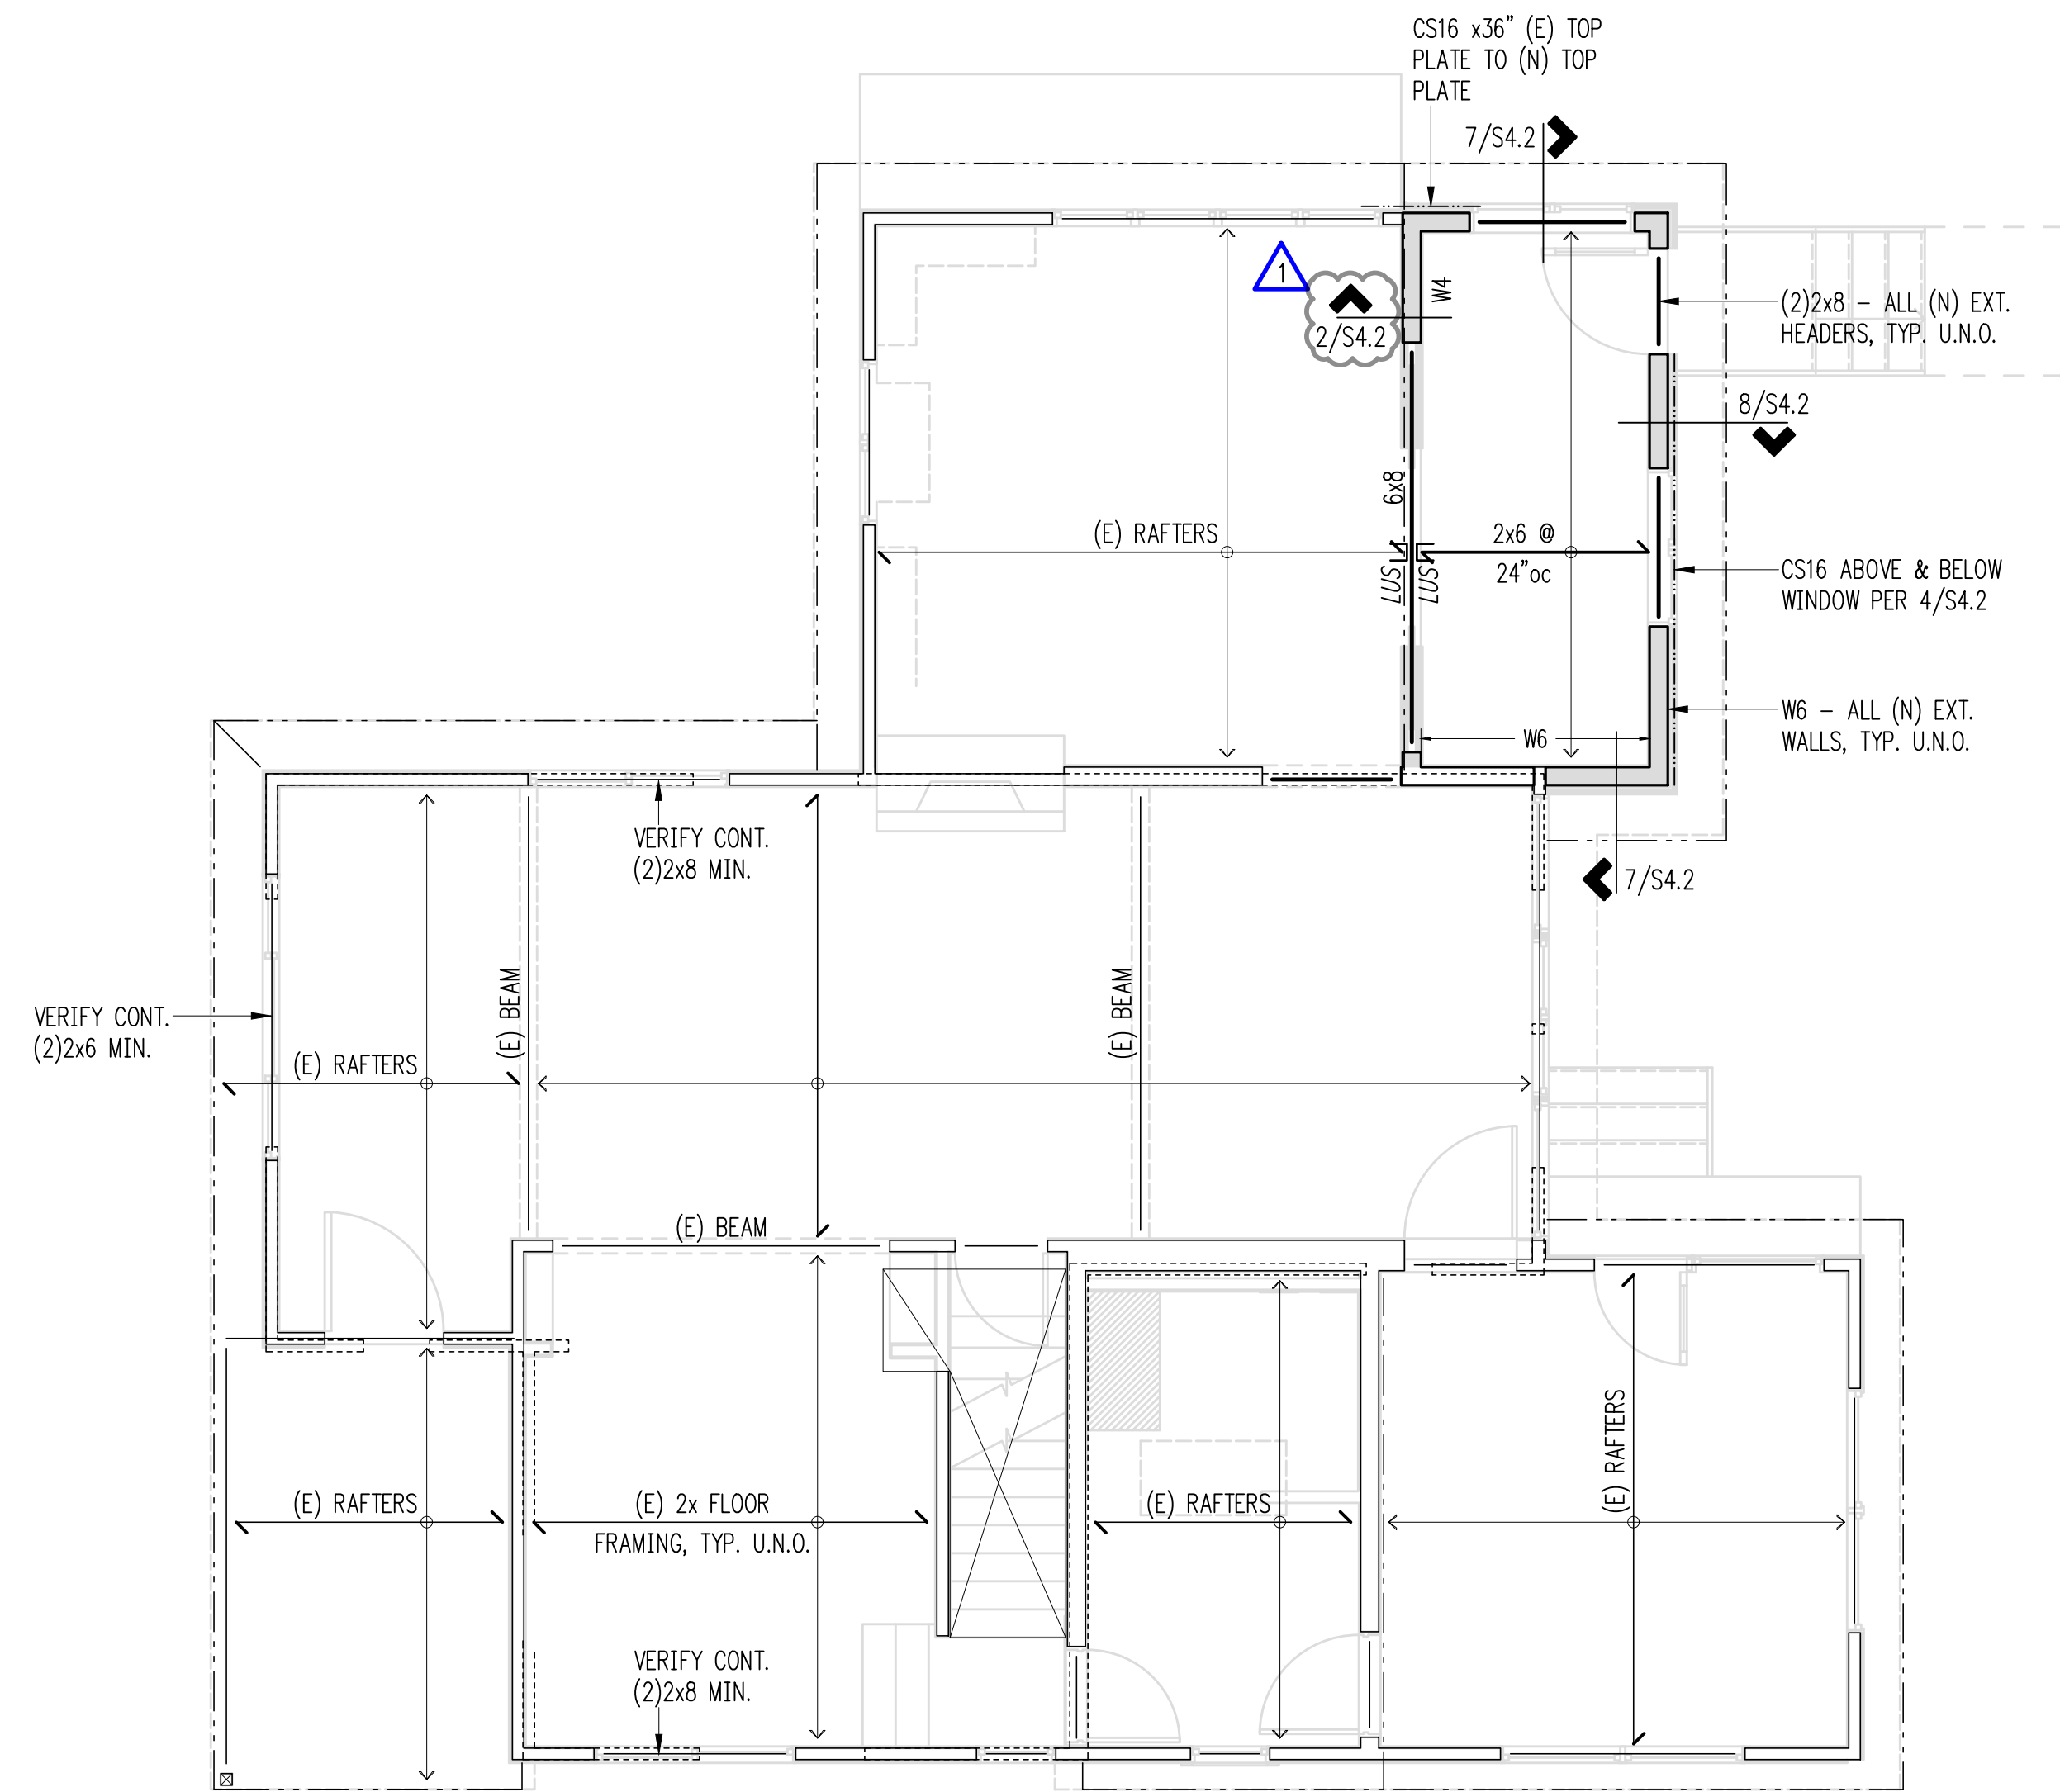 CS16 x36" (E) TOP
PLATE TO (N) TOP
PLATE
7/S4.2
1
2/S4.2
W4
(2)2x8 - ALL (N) EXT.
HEADERS, TYP. U.N.O.
8/S4.2
6x8
(E) RAFTERS
2x6 @
24"oc
LUS
LUS
CS16 ABOVE & BELOW
WINDOW PER 4/S4.2
W6 - ALL (N) EXT.
WALLS, TYP. U.N.O.
W6
VERIFY CONT.
(2)2x8 MIN.
7/S4.2
(E) BEAM
(E) BEAM
VERIFY CONT.
(2)2x6 MIN.
(E) RAFTERS
(E) BEAM
(E) RAFTERS
(E) RAFTERS
(E) 2x FLOOR
FRAMING, TYP. U.N.O.
(E) RAFTERS
VERIFY CONT.
(2)2x8 MIN.